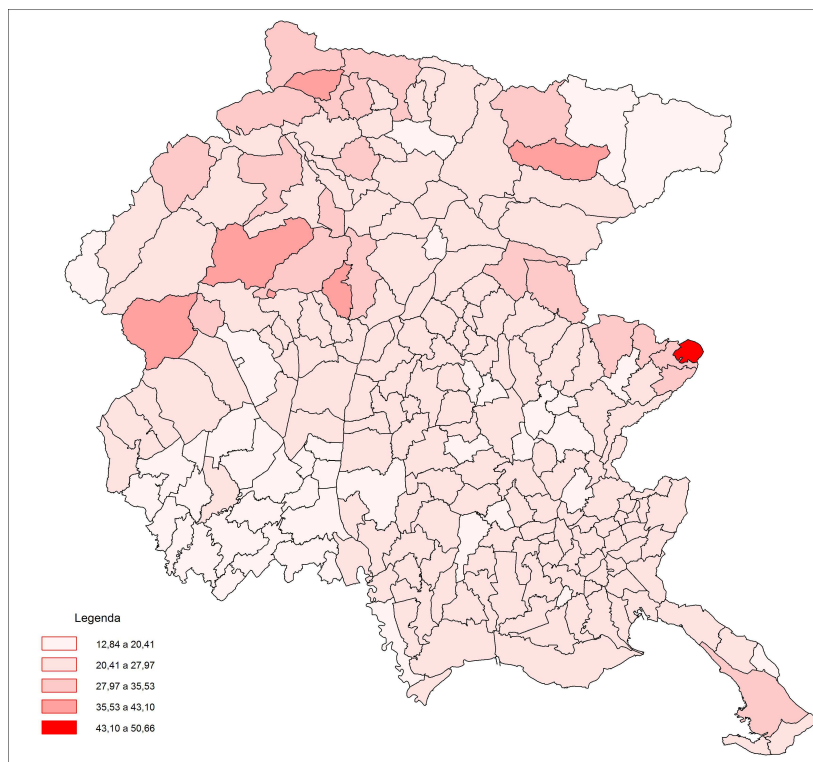 Legenda
12,84 a 20,41
20,41 a 27,97
27,97 a 35,53
35,53 a 43,10
43,10 a 50,66